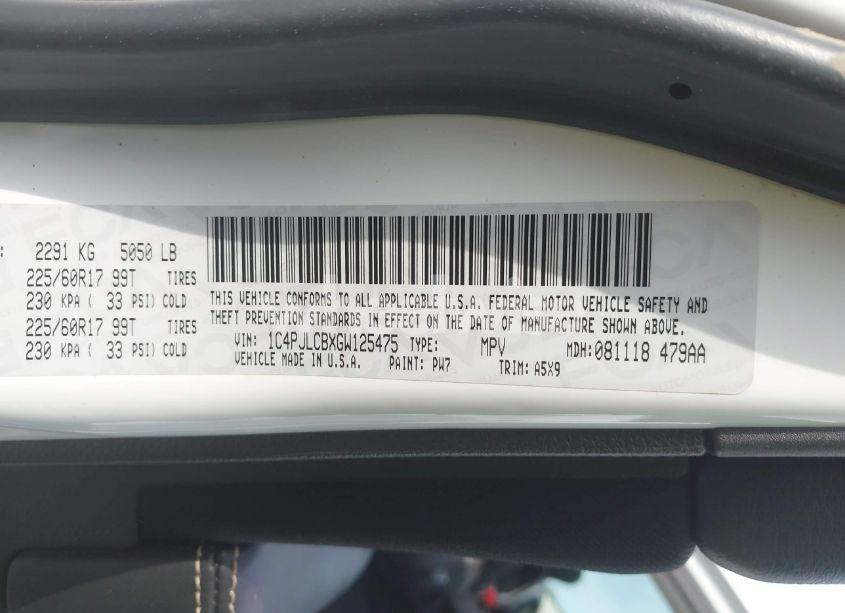 : 2291 KG 5050 LB
225/60R17 99T TIRES
230 KPA ( 33 PSI) COLD
225/60R17 99T TIRES
230 KPA ( 33 PSI) COLD
THIS VEHICLE CONFORMS TO ALL APPLICABLE U.S.A. FEDERAL MOTOR VEHICLE SAFETY AND
THEFT PREVENTION STANDARDS IN EFFECT ON THE DATE OF MANUFACTURE SHOWN ABOVE.
VIN: 1C4PJLCBXGW125475 TYPE: MPV MDH:081118 479AA
VEHICLE MADE IN U.S.A. PAINT: PW7 TRIM: A5X9